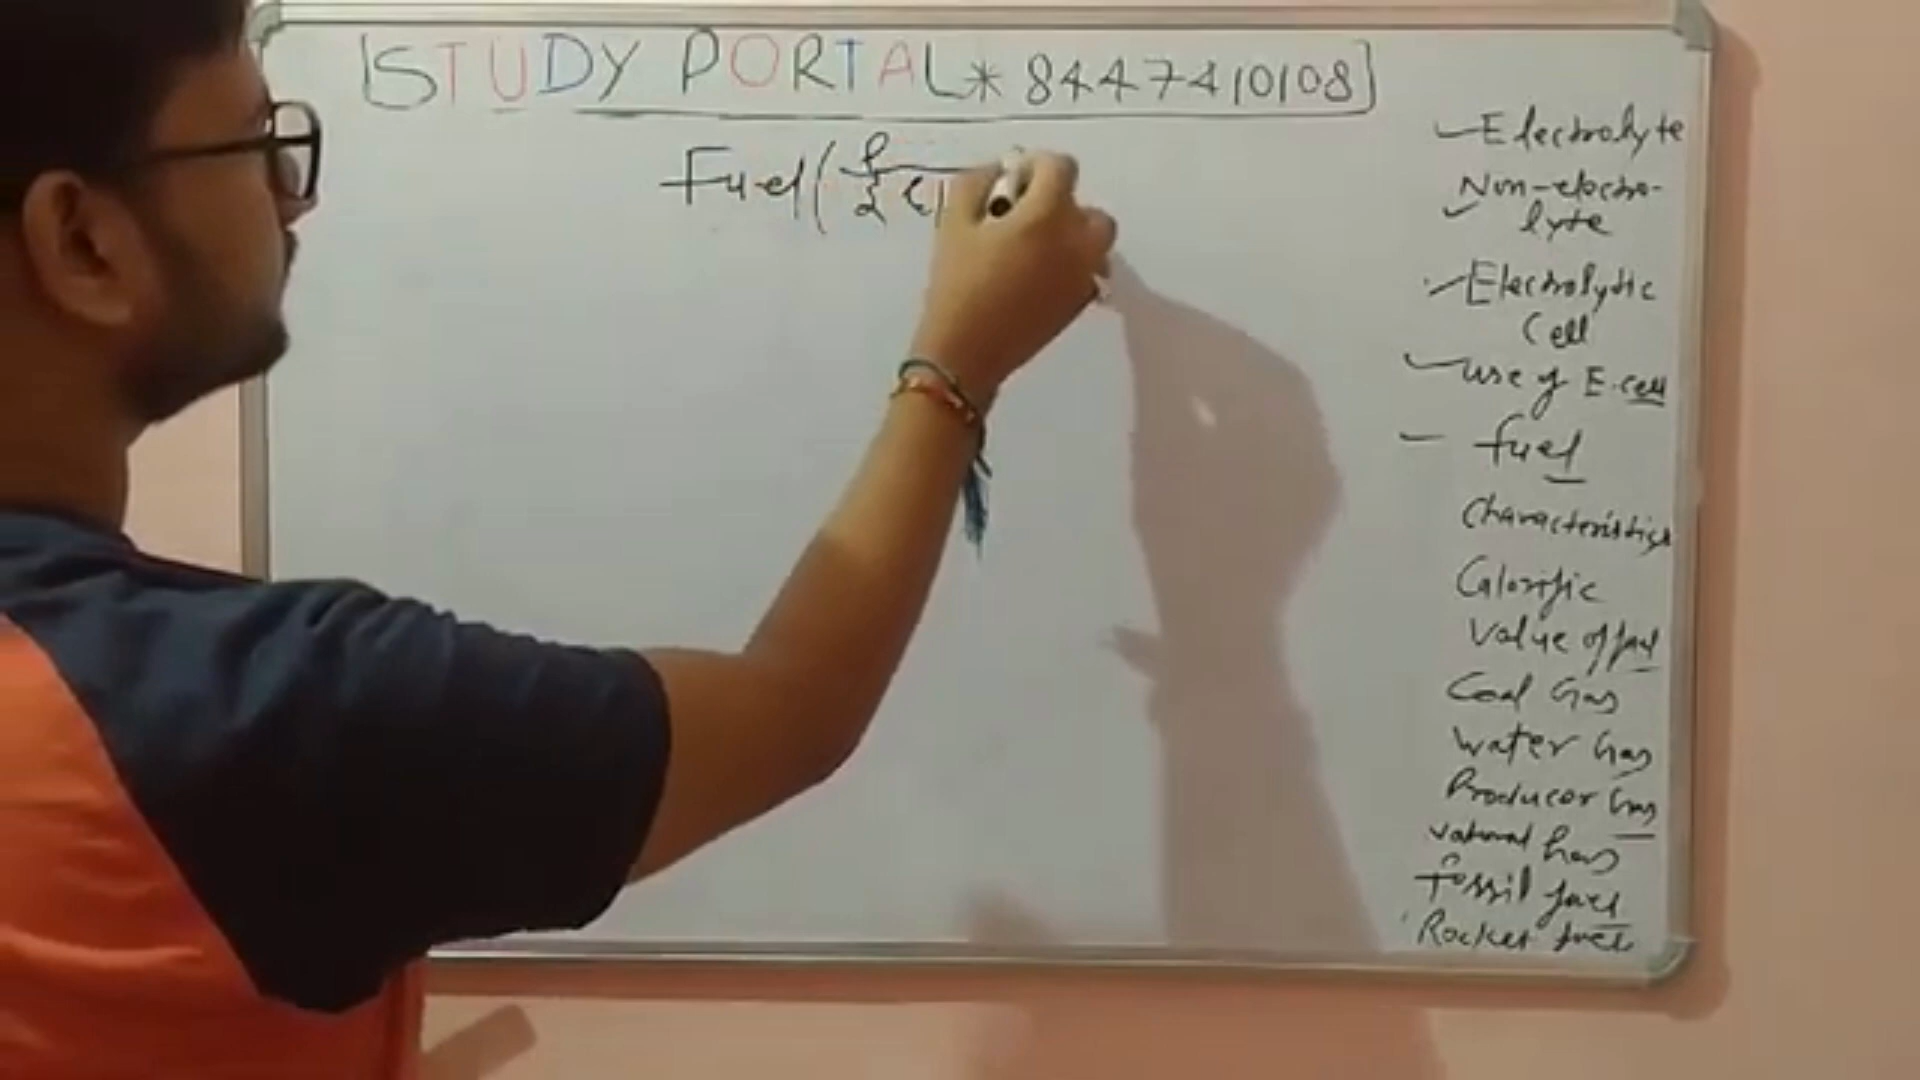 [STUDY PORTAL * 8447410108]
Fuel (ईंध
Electrolyte
Non-electro-
lyte
Electrolytic
Cell
use of E.cell
fuel
Characteristics
Calorific
Value of fuel
Coal Gas
Water Gas
Producer Gas
Natural Gas
Fossil fuel
Rocket fuel